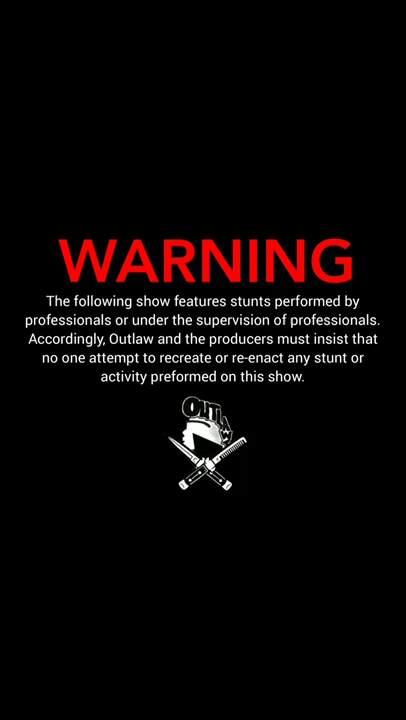 WARNING
The following show features stunts performed by
professionals or under the supervision of professionals.
Accordingly, Outlaw and the producers must insist that
no one attempt to recreate or re-enact any stunt or
activity preformed on this show.
OUTLAW